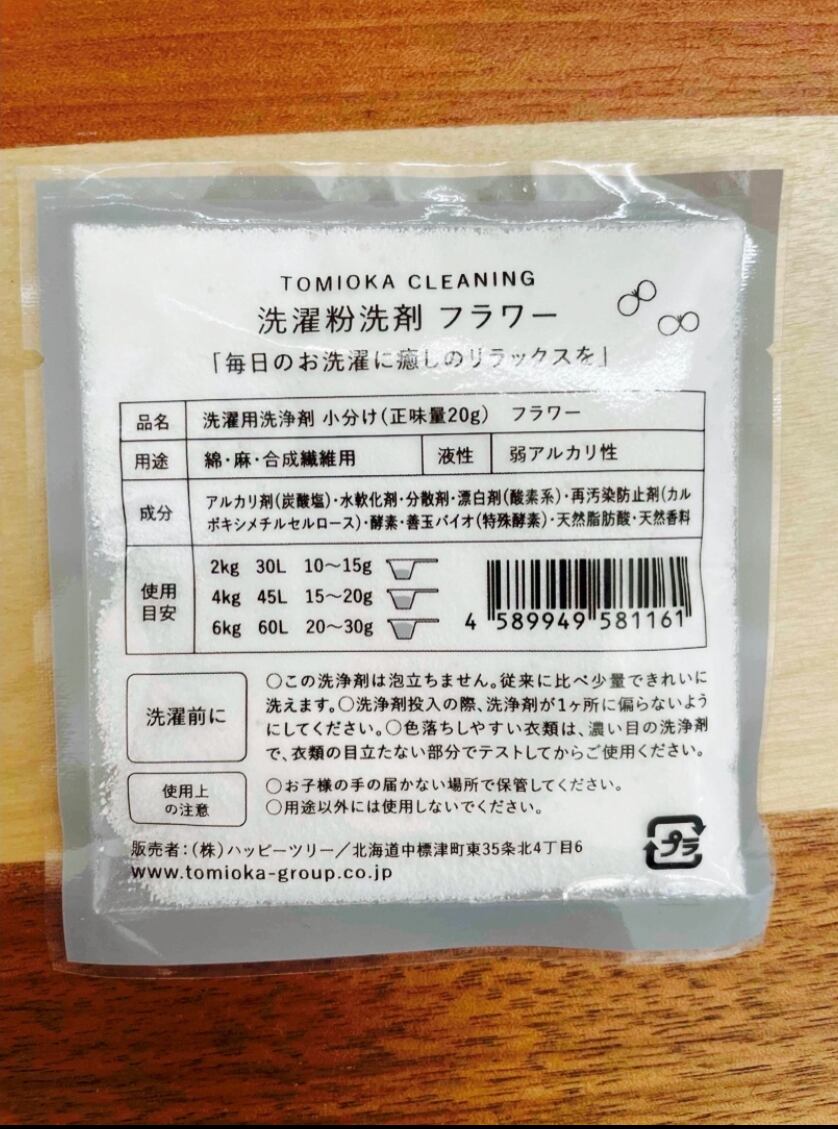 TOMIOKA CLEANING
洗濯粉洗剤 フラワー
「毎日のお洗濯に癒しのリラックスを」
品名 洗濯用洗浄剤 小分け(正味量20g) フラワー
用途 綿・麻・合成繊維用 液性 弱アルカリ性
成分 アルカリ剤(炭酸塩)・水軟化剤・分散剤・漂白剤(酸素系)・再汚染防止剤(カル
ボキシメチルセルロース)・酵素・善玉バイオ(特殊酵素)・天然脂肪酸・天然香料
使用
目安
2kg 30L 10〜15g
4kg 45L 15〜20g
6kg 60L 20〜30g
4 589949 581161
洗濯前に
○この洗浄剤は泡立ちません。従来に比べ少量できれいに
洗えます。○洗浄剤投入の際、洗浄剤が1ヶ所に偏らないよう
にしてください。○色落ちしやすい衣類は、濃い目の洗浄剤
で、衣類の目立たない部分でテストしてからご使用ください。
使用上
の注意
○お子様の手の届かない場所で保管してください。
○用途以外には使用しないでください。
販売者:(株)ハッピーツリー/北海道中標津町東35条北4丁目6
www.tomioka-group.co.jp
プラ